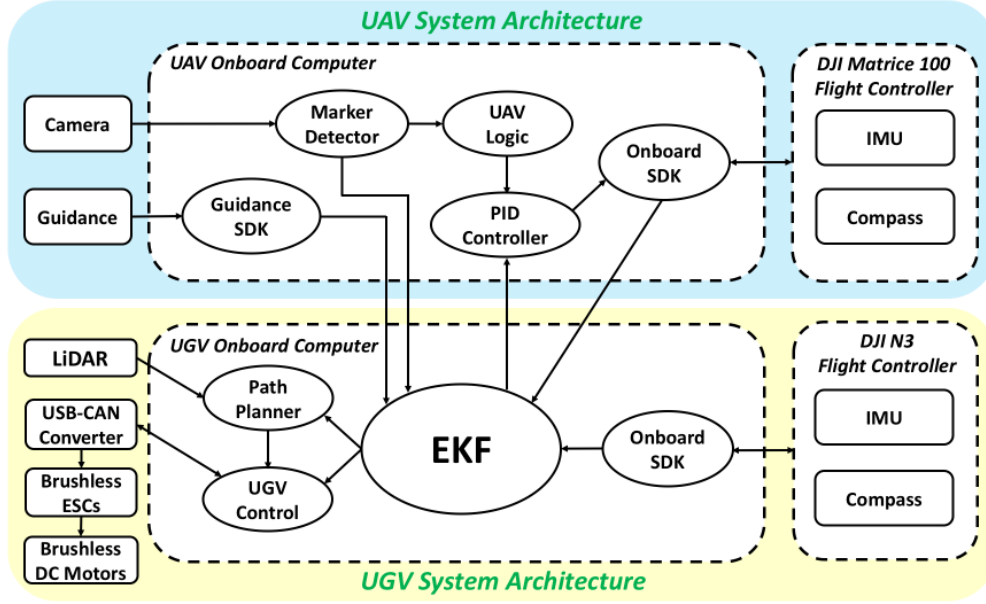 UAV System Architecture
UAV Onboard Computer
DJI Matrice 100
Flight Controller
Camera
Marker
Detector
UAV
Logic
Onboard
SDK
IMU
Guidance
Guidance
SDK
PID
Controller
Compass
UGV Onboard Computer
DJI N3
Flight Controller
LiDAR
Path
Planner
USB-CAN
Converter
EKF
Onboard
SDK
IMU
Brushless
ESCs
UGV
Control
Compass
Brushless
DC Motors
UGV System Architecture